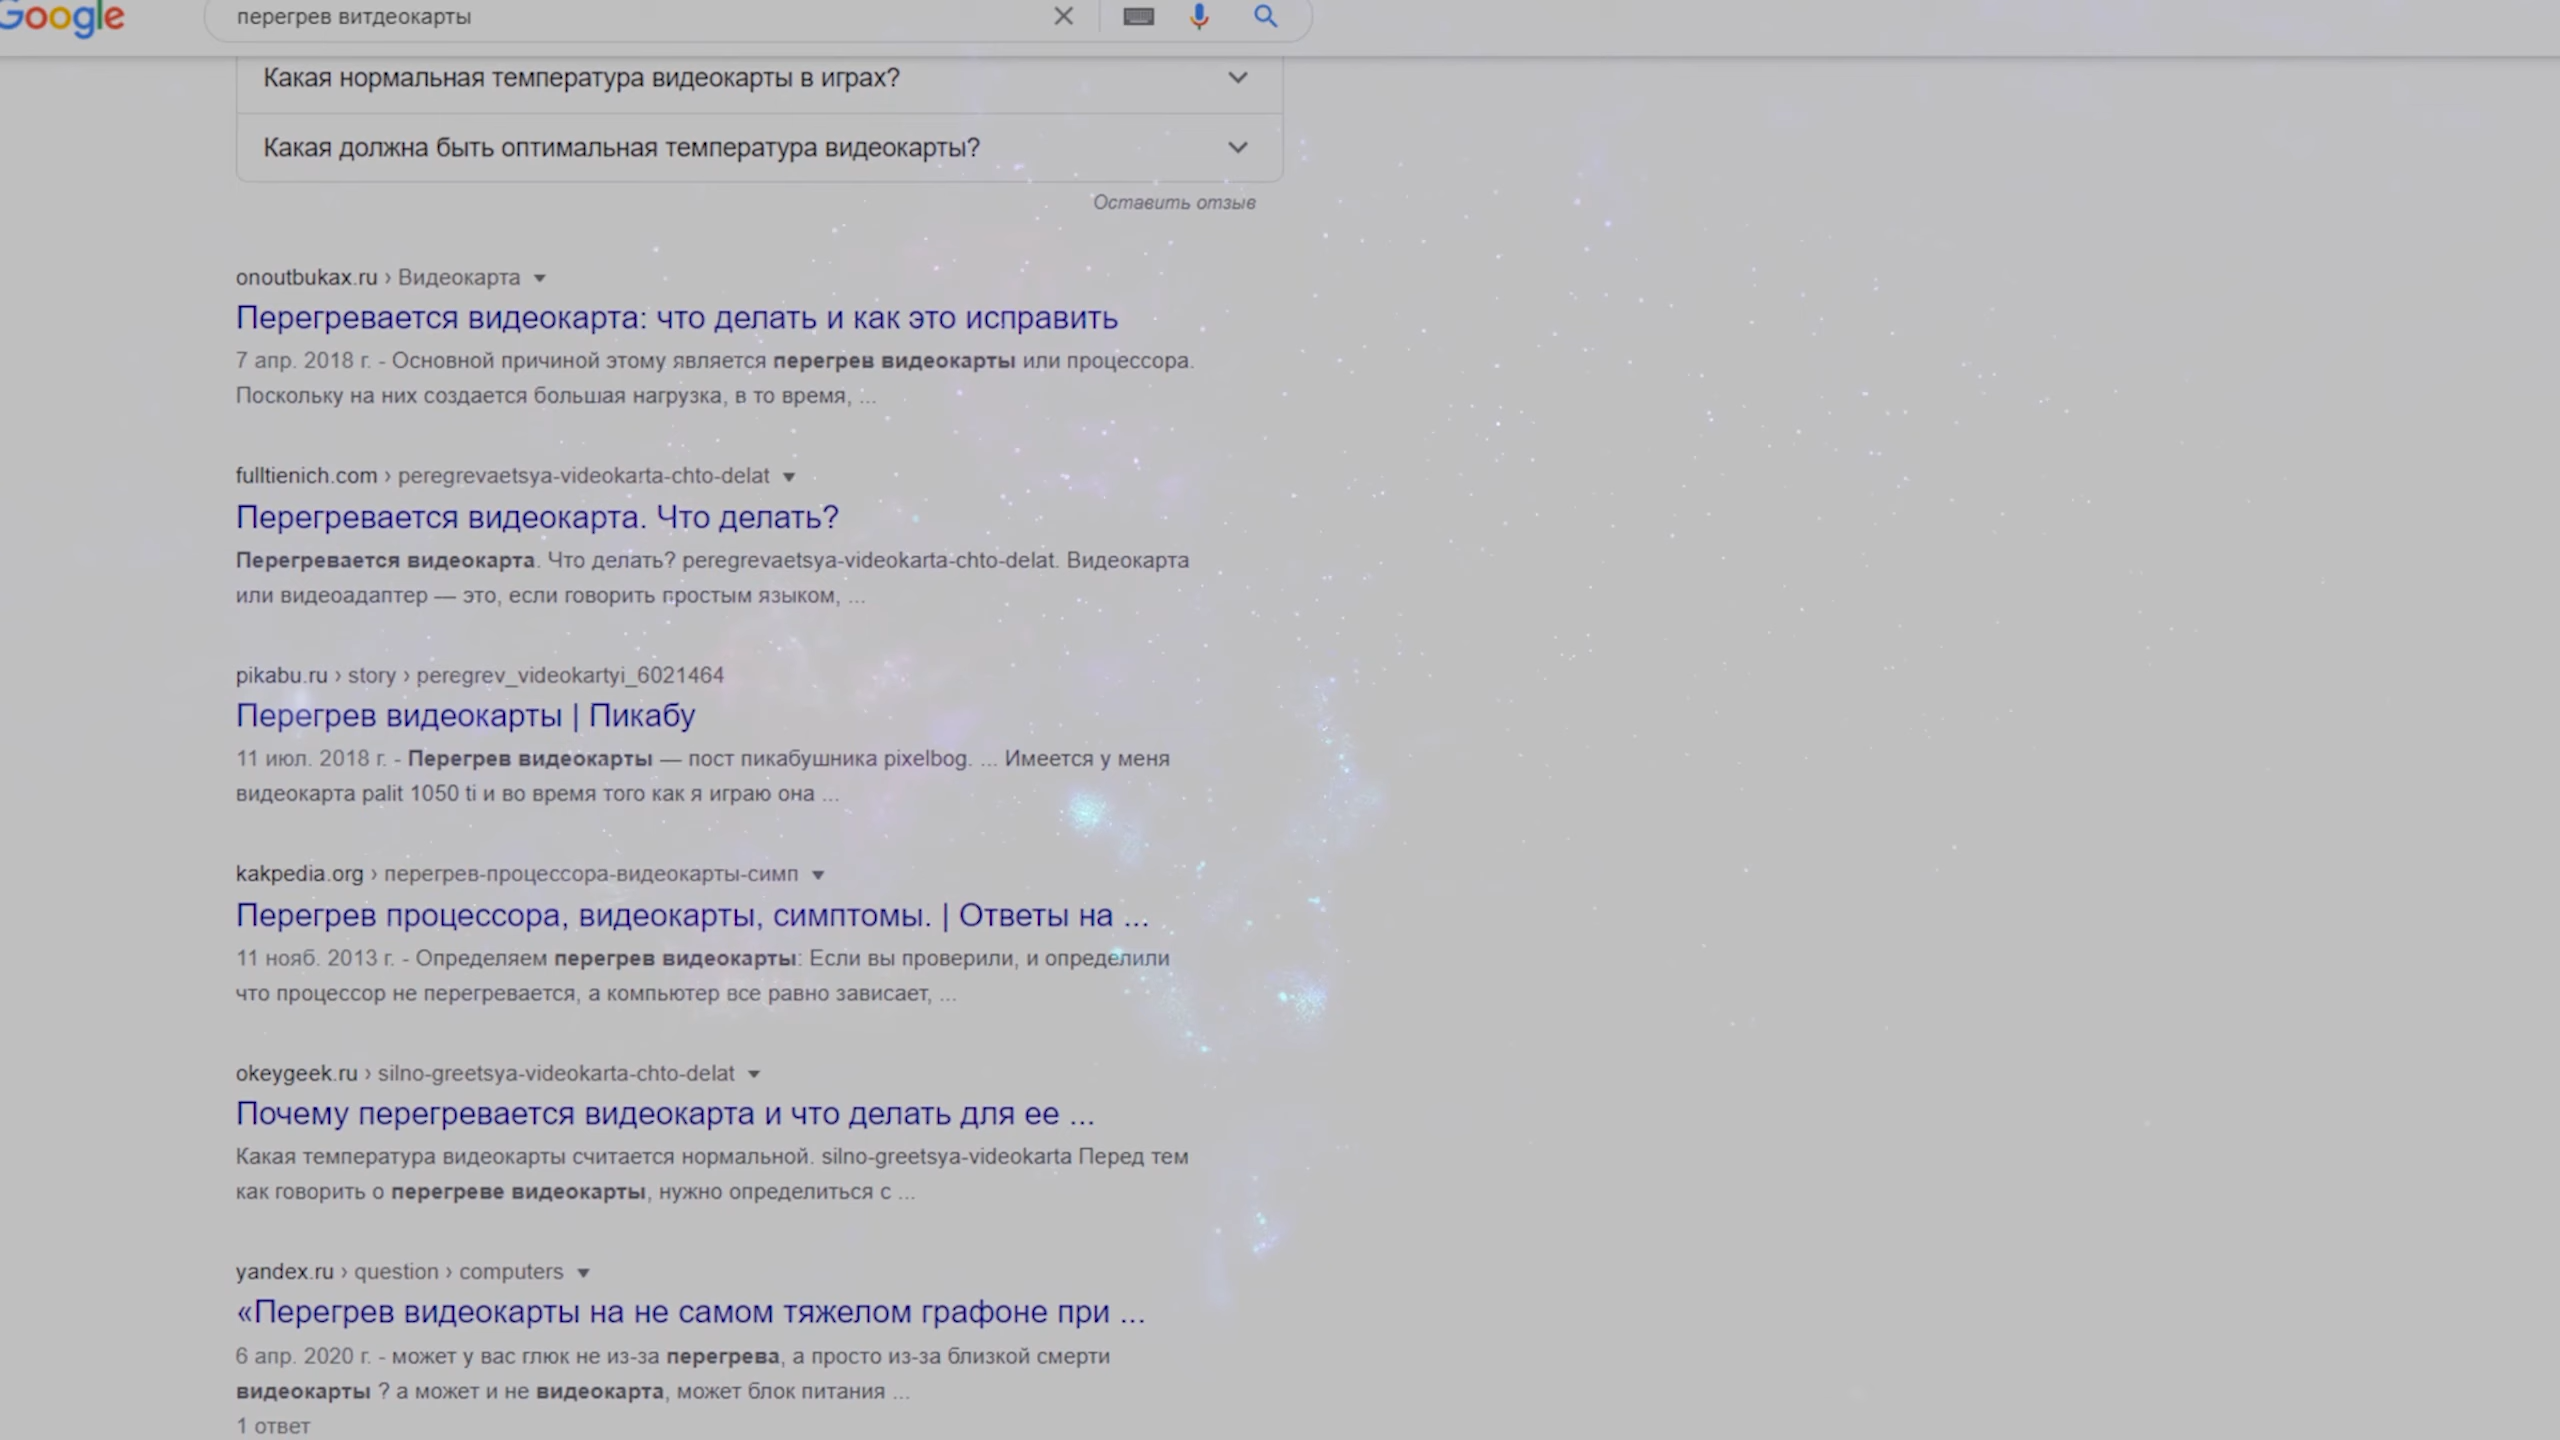 Google
перегрев витдеокарты
Какая нормальная температура видеокарты в играх?
Какая должна быть оптимальная температура видеокарты?
Оставить отзыв
onoutbukax.ru › Видеокарта
Перегревается видеокарта: что делать и как это исправить
7 апр. 2018 г. - Основной причиной этому является перегрев видеокарты или процессора.
Поскольку на них создается большая нагрузка, в то время, ...
fulltienich.com › peregrevaetsya-videokarta-chto-delat
Перегревается видеокарта. Что делать?
Перегревается видеокарта. Что делать? peregrevaetsya-videokarta-chto-delat. Видеокарта
или видеоадаптер — это, если говорить простым языком, ...
pikabu.ru › story › peregrev_videokartyi_6021464
Перегрев видеокарты | Пикабу
11 июл. 2018 г. - Перегрев видеокарты — пост пикабушника pixelbog. ... Имеется у меня
видеокарта palit 1050 ti и во время того как я играю она ...
kakpedia.org › перегрев-процессора-видеокарты-симп
Перегрев процессора, видеокарты, симптомы. | Ответы на ...
11 нояб. 2013 г. - Определяем перегрев видеокарты: Если вы проверили, и определили
что процессор не перегревается, а компьютер все равно зависает, ...
okeygeek.ru › silno-greetsya-videokarta-chto-delat
Почему перегревается видеокарта и что делать для ее ...
Какая температура видеокарты считается нормальной. silno-greetsya-videokarta Перед тем
как говорить о перегреве видеокарты, нужно определиться с ...
yandex.ru › question › computers
«Перегрев видеокарты на не самом тяжелом графоне при ...
6 апр. 2020 г. - может у вас глюк не из-за перегрева, а просто из-за близкой смерти
видеокарты ? а может и не видеокарта, может блок питания ...
1 ответ